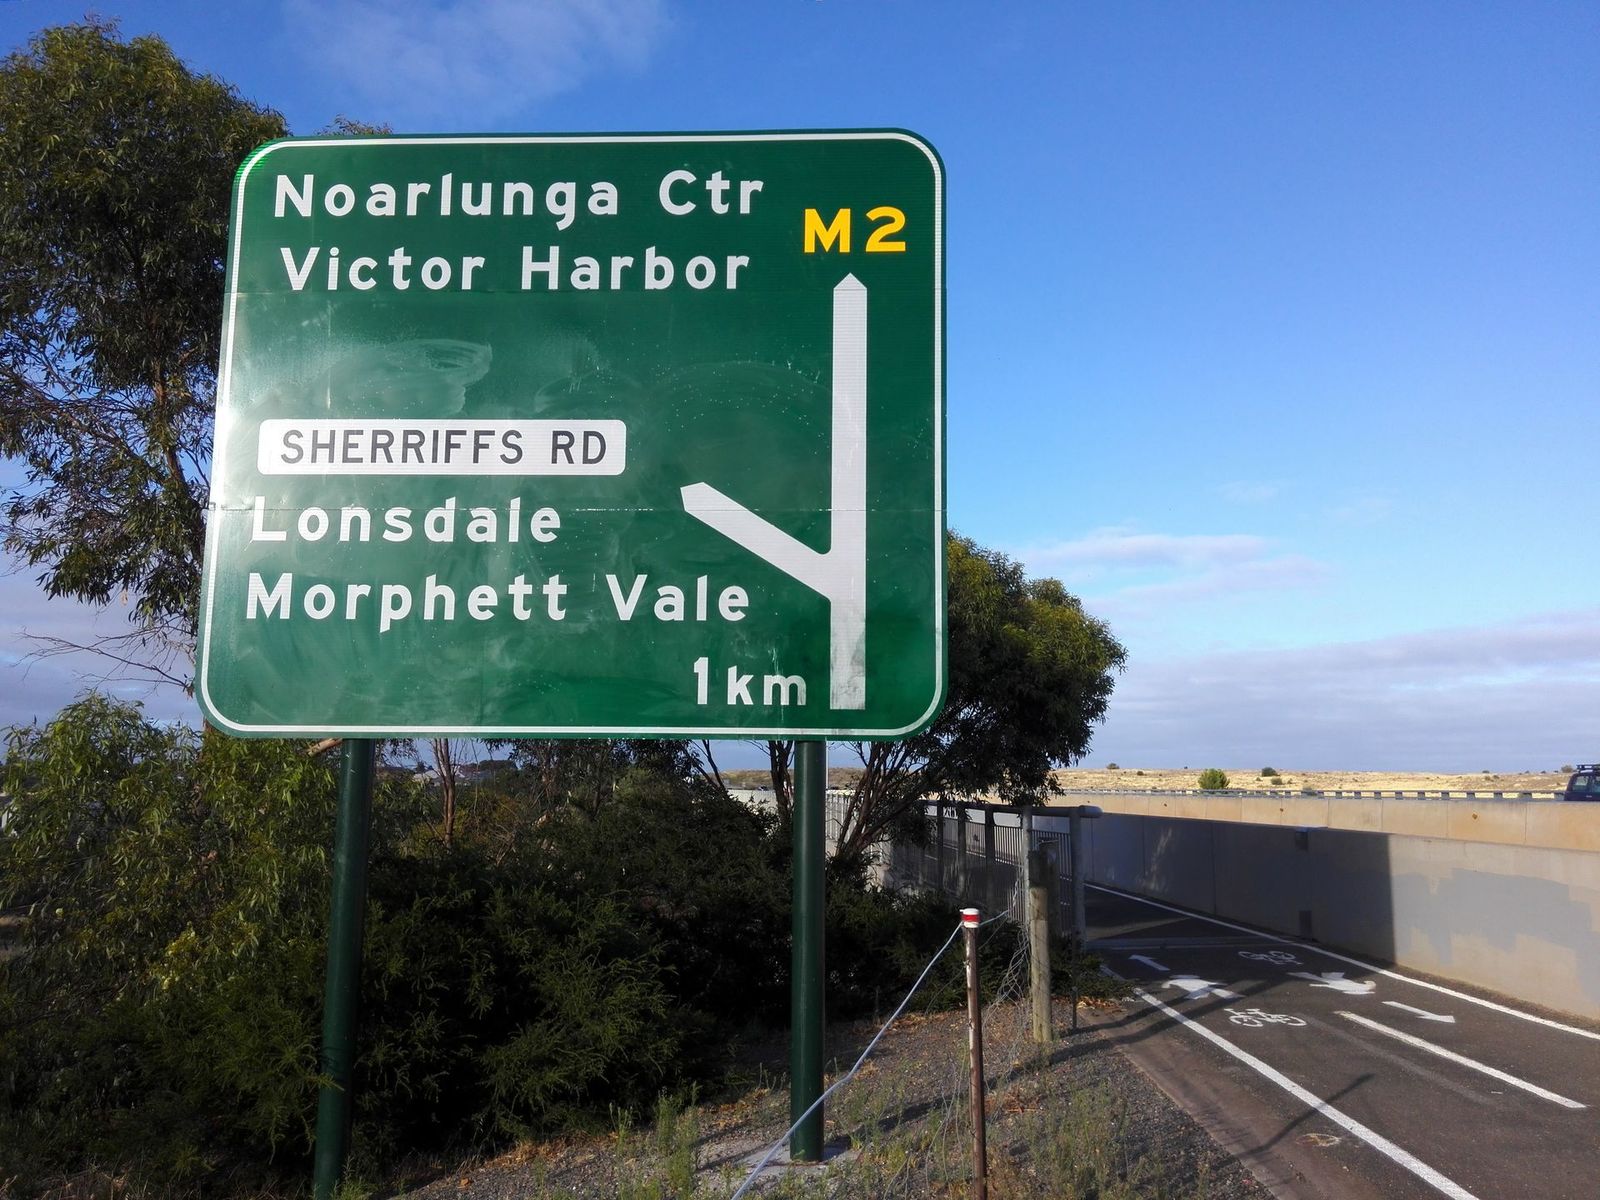 Noarlunga Ctr
M2
Victor Harbor
SHERRIFFS RD
Lonsdale
Morphett Vale
1km